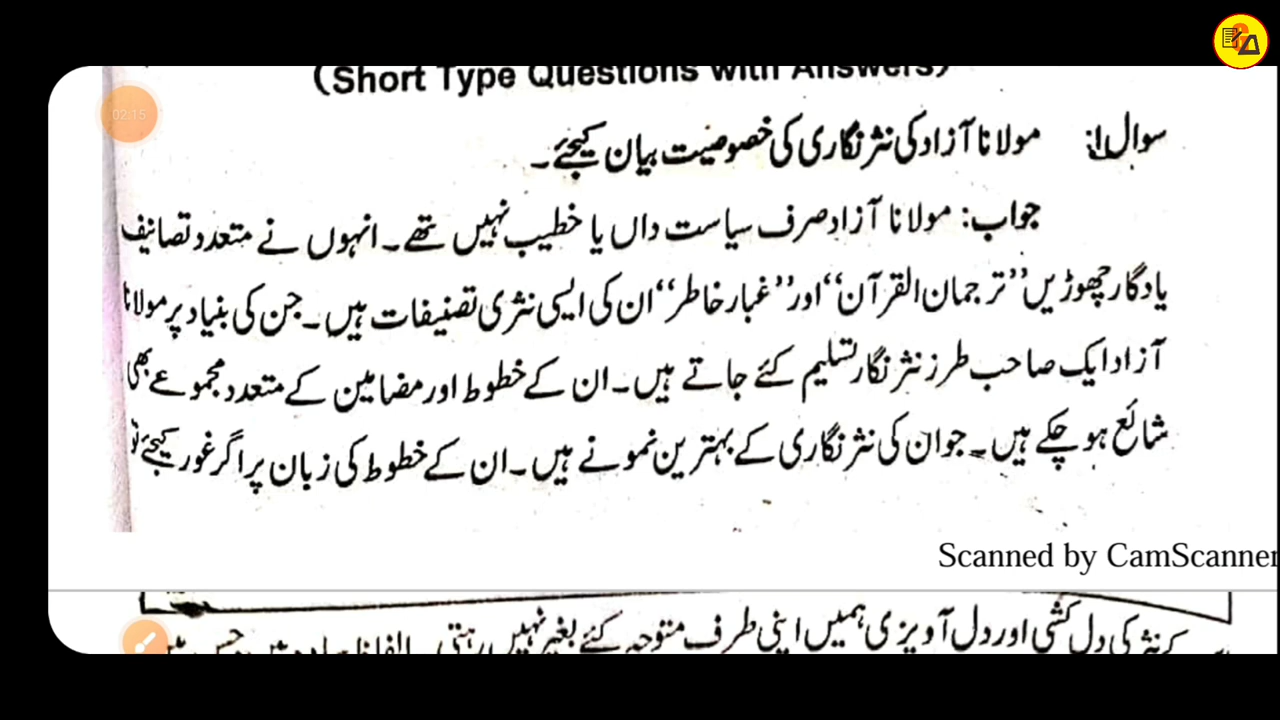 (Short Type Questions with Answers)
02:15
سوال ۱: مولانا آزاد کی نثر نگاری کی خصوصیت بیان کیجئے۔
جواب: مولانا آزاد صرف سیاست داں یا خطیب نہیں تھے۔ انہوں نے متعدد تصانیف
یادگار چھوڑیں ”ترجمان القرآن“ اور ”غبار خاطر“ ان کی ایسی نثری تصنیفات ہیں۔ جن کی بنیاد پر مولانا
آزاد ایک صاحب طرز نثر نگار تسلیم کئے جاتے ہیں۔ ان کے خطوط اور مضامین کے متعدد مجموعے بھی
شائع ہو چکے ہیں۔ جو ان کی نثر نگاری کے بہترین نمونے ہیں۔ ان کے خطوط کی زبان پر اگر غور کیجئے تو
Scanned by CamScanner
کی دل کشی اور دل آویزی ہمیں اپنی طرف متوجہ کئے بغیر نہیں رہتی